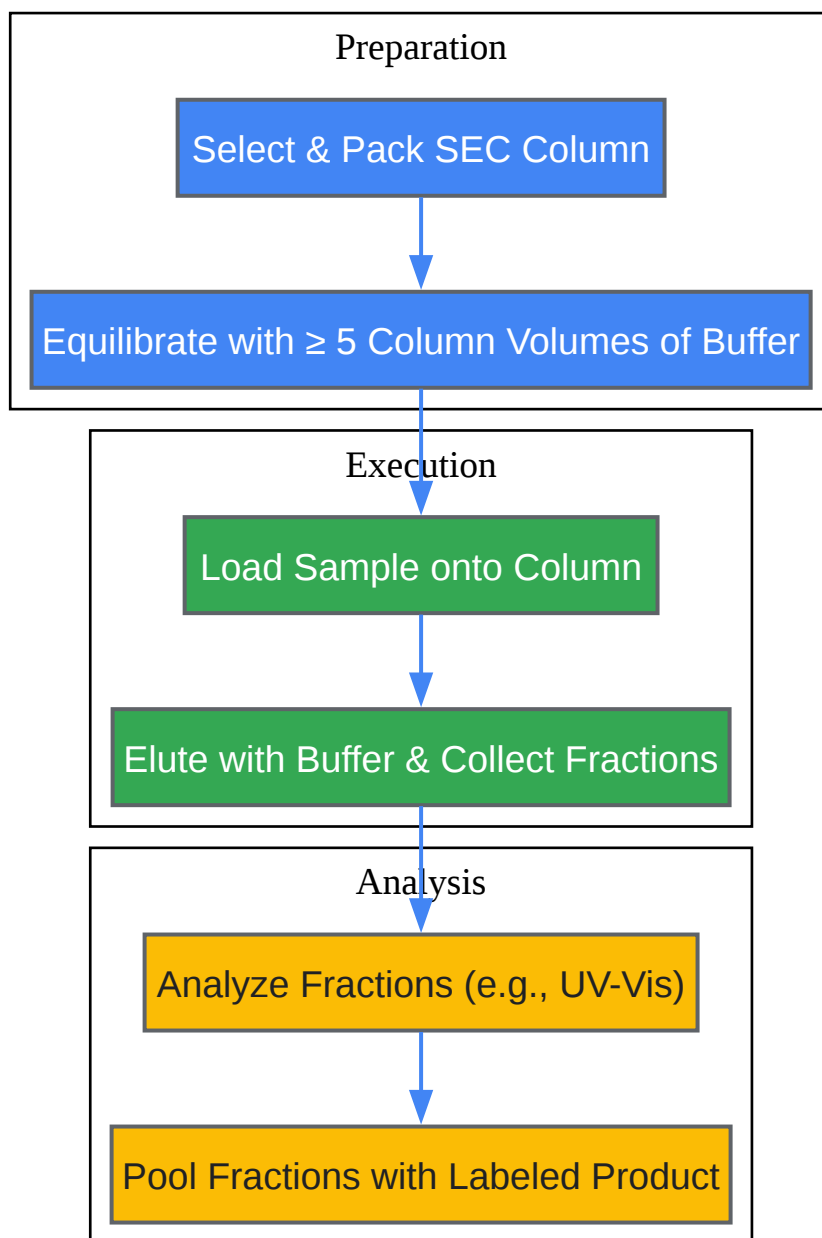 Preparation
Select & Pack SEC Column
Equilibrate with ≥ 5 Column Volumes of Buffer
Execution
Load Sample onto Column
Elute with Buffer & Collect Fractions
Analysis
Analyze Fractions (e.g., UV-Vis)
Pool Fractions with Labeled Product